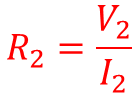 R₂ = V₂ / I₂